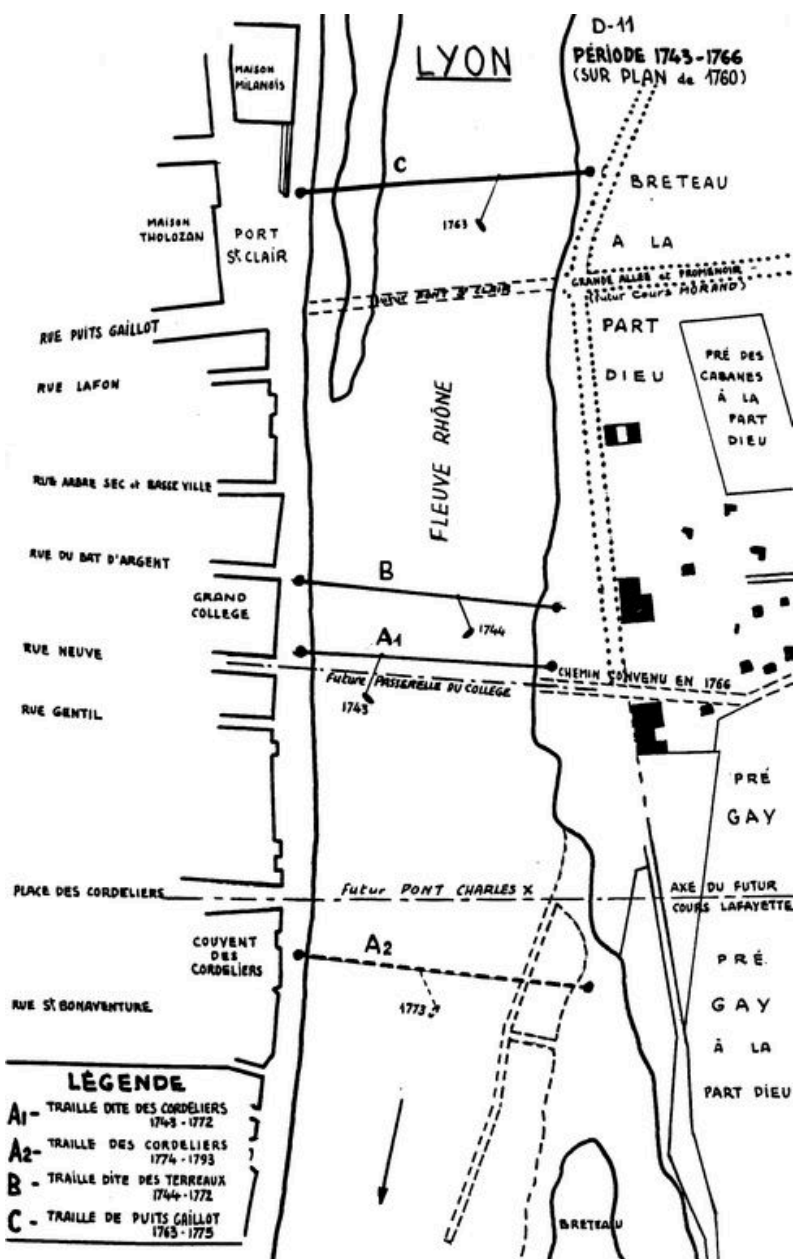 LYON
D-11
PÉRIODE 1743-1766
(SUR PLAN de 1760)
MAISON
MILANOIS
C
1763
BRETEAU
A LA
PART
DIEU
MAISON
THOLOZAN
PORT
St CLAIR
GRANDE ALLEE et PROMENOIR
(Futur Cours MORAND)
Futur PONT St CLAIR
RUE PUITS GAILLOT
RUE LAFON
PRÉ DES
CABANES
À LA
PART
DIEU
FLEUVE RHÔNE
RUE ARBRE SEC et BASSE VILLE
RUE DU BAT D'ARGENT
B
1744
GRAND
COLLEGE
A1
1743
RUE NEUVE
Future PASSERELLE DU COLLÈGE
CHEMIN CONVENU EN 1766
RUE GENTIL
PRÉ
GAY
PLACE DES CORDELIERS
Futur PONT CHARLES X
AXE DU FUTUR
COURS LAFAYETTE
COUVENT
DES
CORDELIERS
A2
1773
PRÉ
GAY
À LA
PART DIEU
RUE St BONAVENTURE
LÉGENDE
A1- TRAILLE DITE DES CORDELIERS
1743-1772
A2- TRAILLE DES CORDELIERS
1774-1793
B - TRAILLE DITE DES TERREAUX
1744-1772
C - TRAILLE DE PUITS GAILLOT
1763-1775
BRETEAU